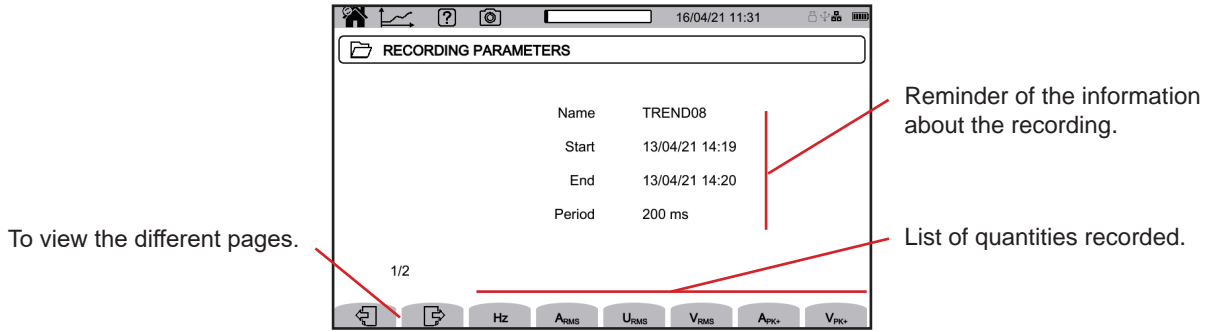 16/04/21 11:31
RECORDING PARAMETERS
Name TREND08
Start 13/04/21 14:19
End 13/04/21 14:20
Period 200 ms
Reminder of the information
about the recording.
To view the different pages.
List of quantities recorded.
1/2
Hz ARMS URMS VRMS APK+ VPK+